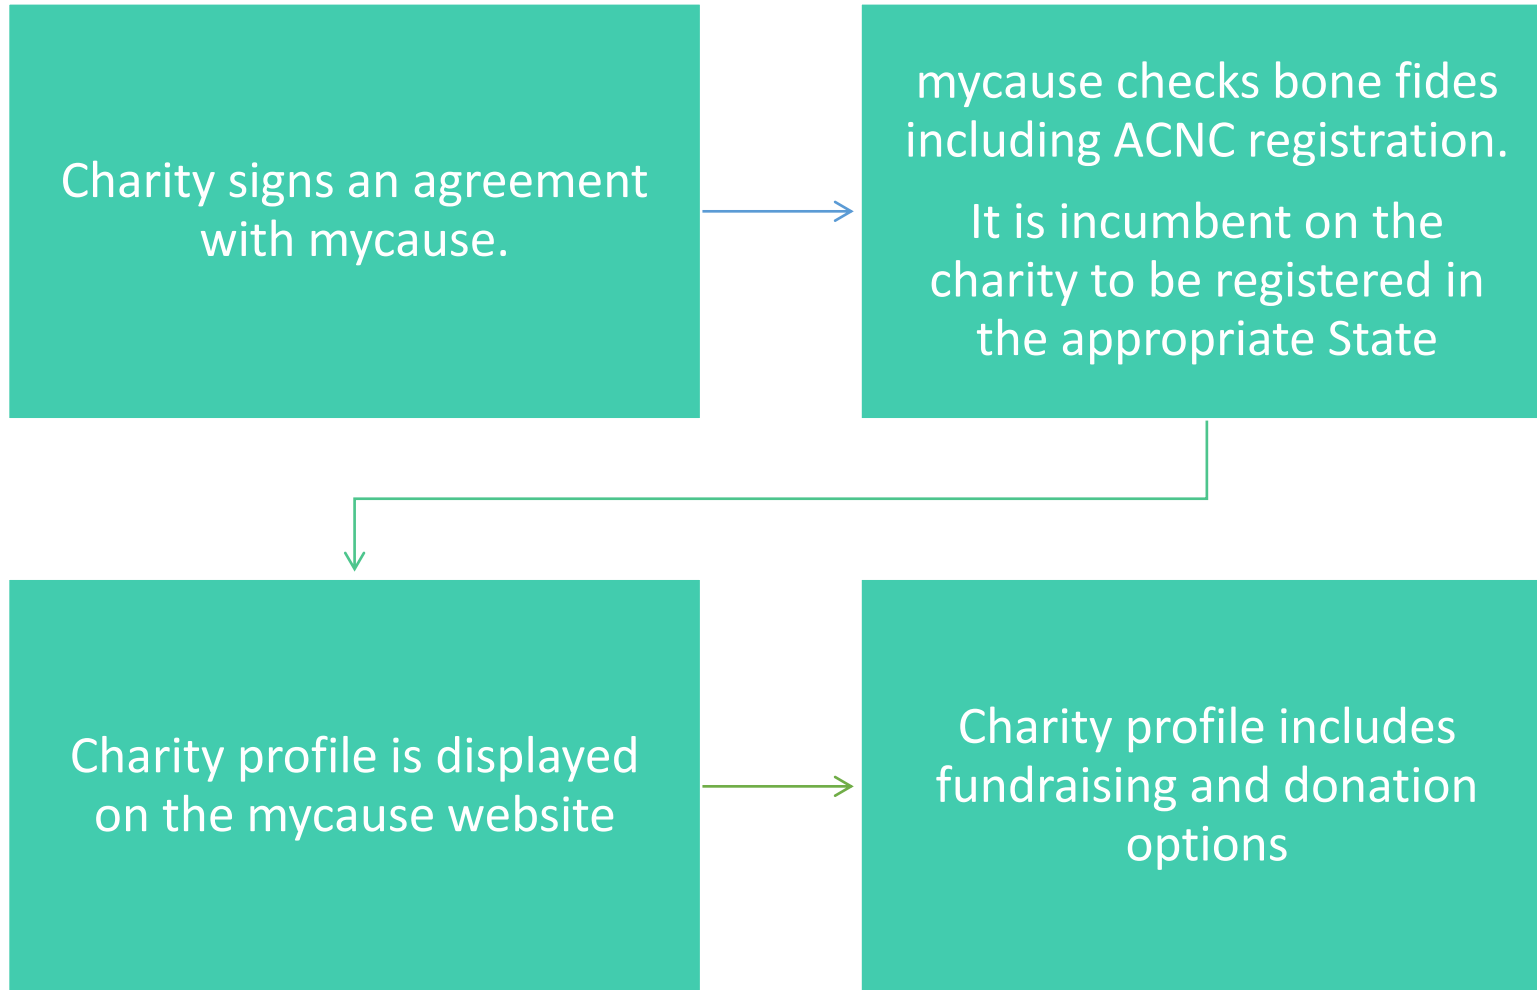 Charity signs an agreement
with mycause.
mycause checks bone fides
including ACNC registration.
It is incumbent on the
charity to be registered in
the appropriate State
Charity profile is displayed
on the mycause website
Charity profile includes
fundraising and donation
options